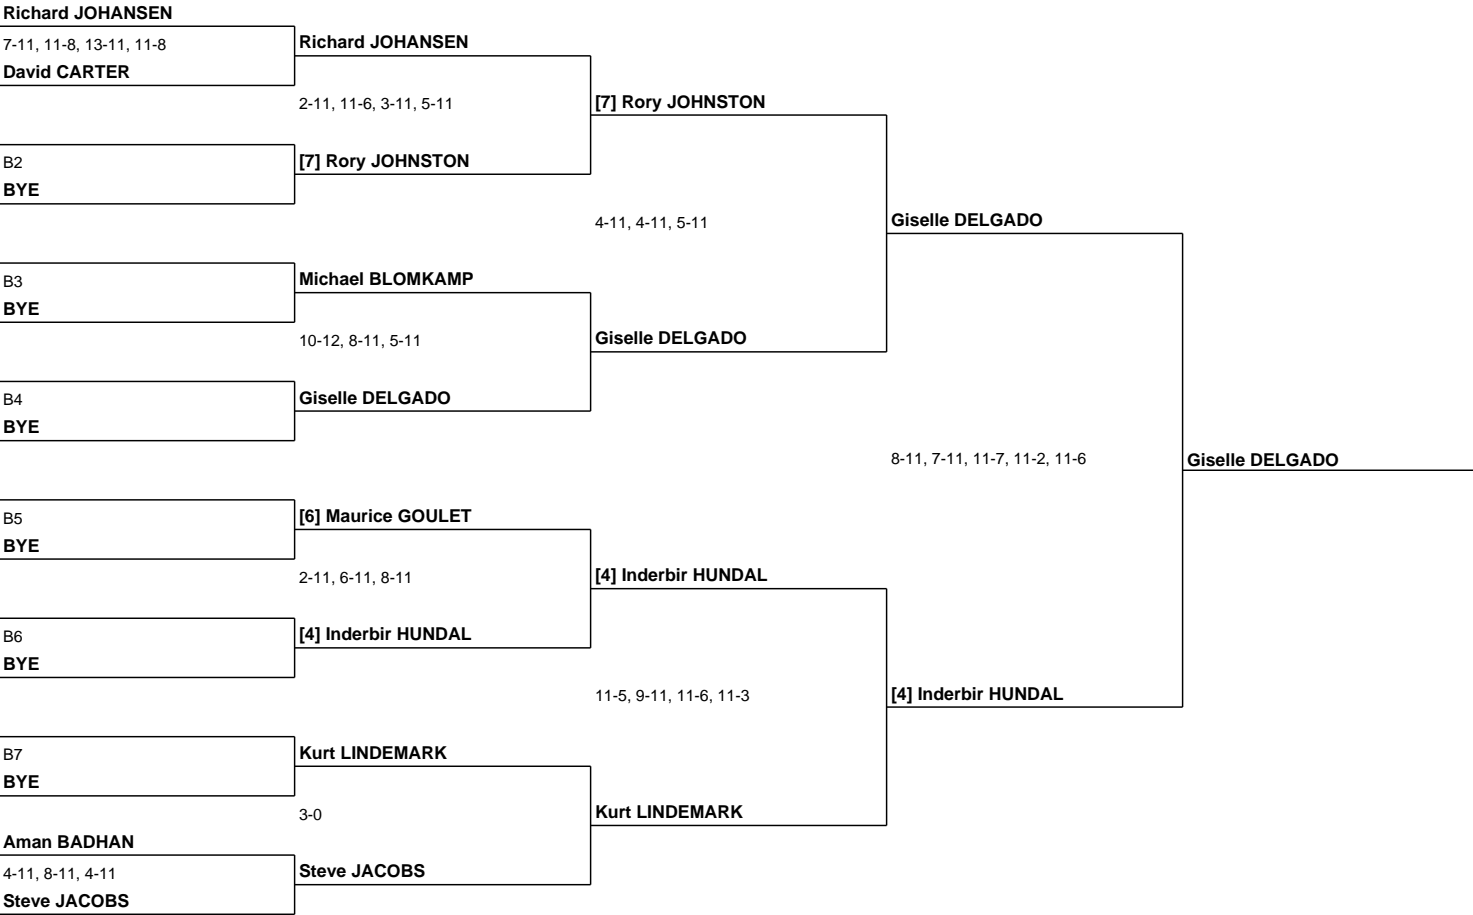 Richard JOHANSEN
7-11, 11-8, 13-11, 11-8
David CARTER
B2
BYE
B3
BYE
B4
BYE
B5
BYE
B6
BYE
B7
BYE
Aman BADHAN
4-11, 8-11, 4-11
Steve JACOBS
Richard JOHANSEN
2-11, 11-6, 3-11, 5-11
[7] Rory JOHNSTON
Michael BLOMKAMP
10-12, 8-11, 5-11
Giselle DELGADO
[6] Maurice GOULET
2-11, 6-11, 8-11
[4] Inderbir HUNDAL
Kurt LINDEMARK
3-0
Steve JACOBS
[7] Rory JOHNSTON
4-11, 4-11, 5-11
Giselle DELGADO
[4] Inderbir HUNDAL
11-5, 9-11, 11-6, 11-3
Kurt LINDEMARK
Giselle DELGADO
8-11, 7-11, 11-7, 11-2, 11-6
[4] Inderbir HUNDAL
Giselle DELGADO